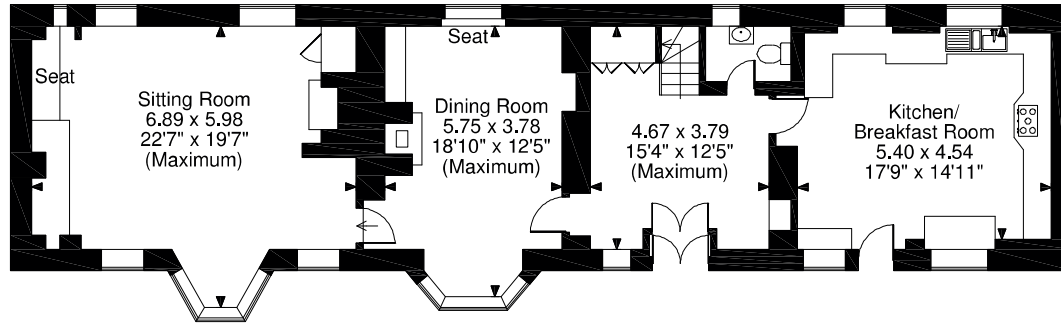 Seat
Sitting Room
6.89 x 5.98
22'7" x 19'7"
(Maximum)
Seat
Dining Room
5.75 x 3.78
18'10" x 12'5"
(Maximum)
4.67 x 3.79
15'4" x 12'5"
(Maximum)
Kitchen/
Breakfast Room
5.40 x 4.54
17'9" x 14'11"